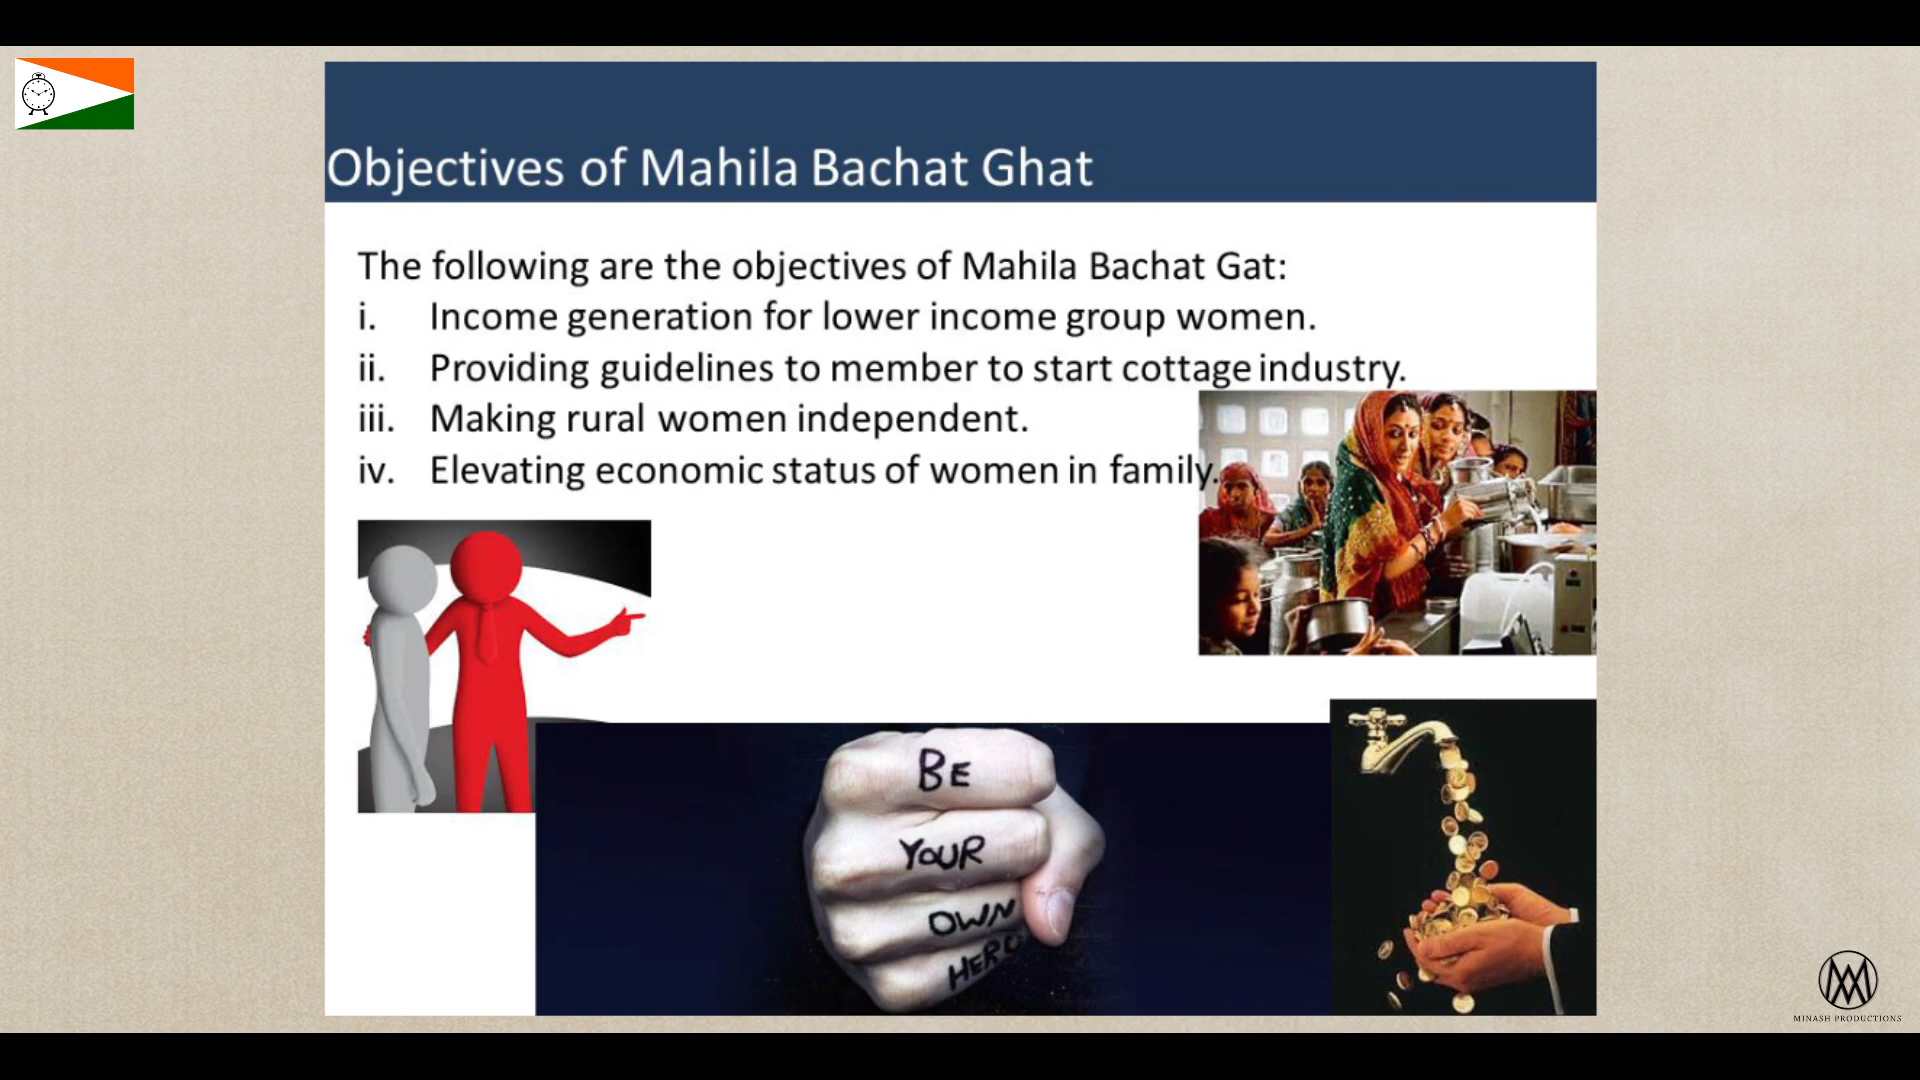 Objectives of Mahila Bachat Ghat
The following are the objectives of Mahila Bachat Gat:
i. Income generation for lower income group women.
ii. Providing guidelines to member to start cottage industry.
iii. Making rural women independent.
iv. Elevating economic status of women in family.
BE
YOUR
OWN
HERO
MINASH PRODUCTIONS